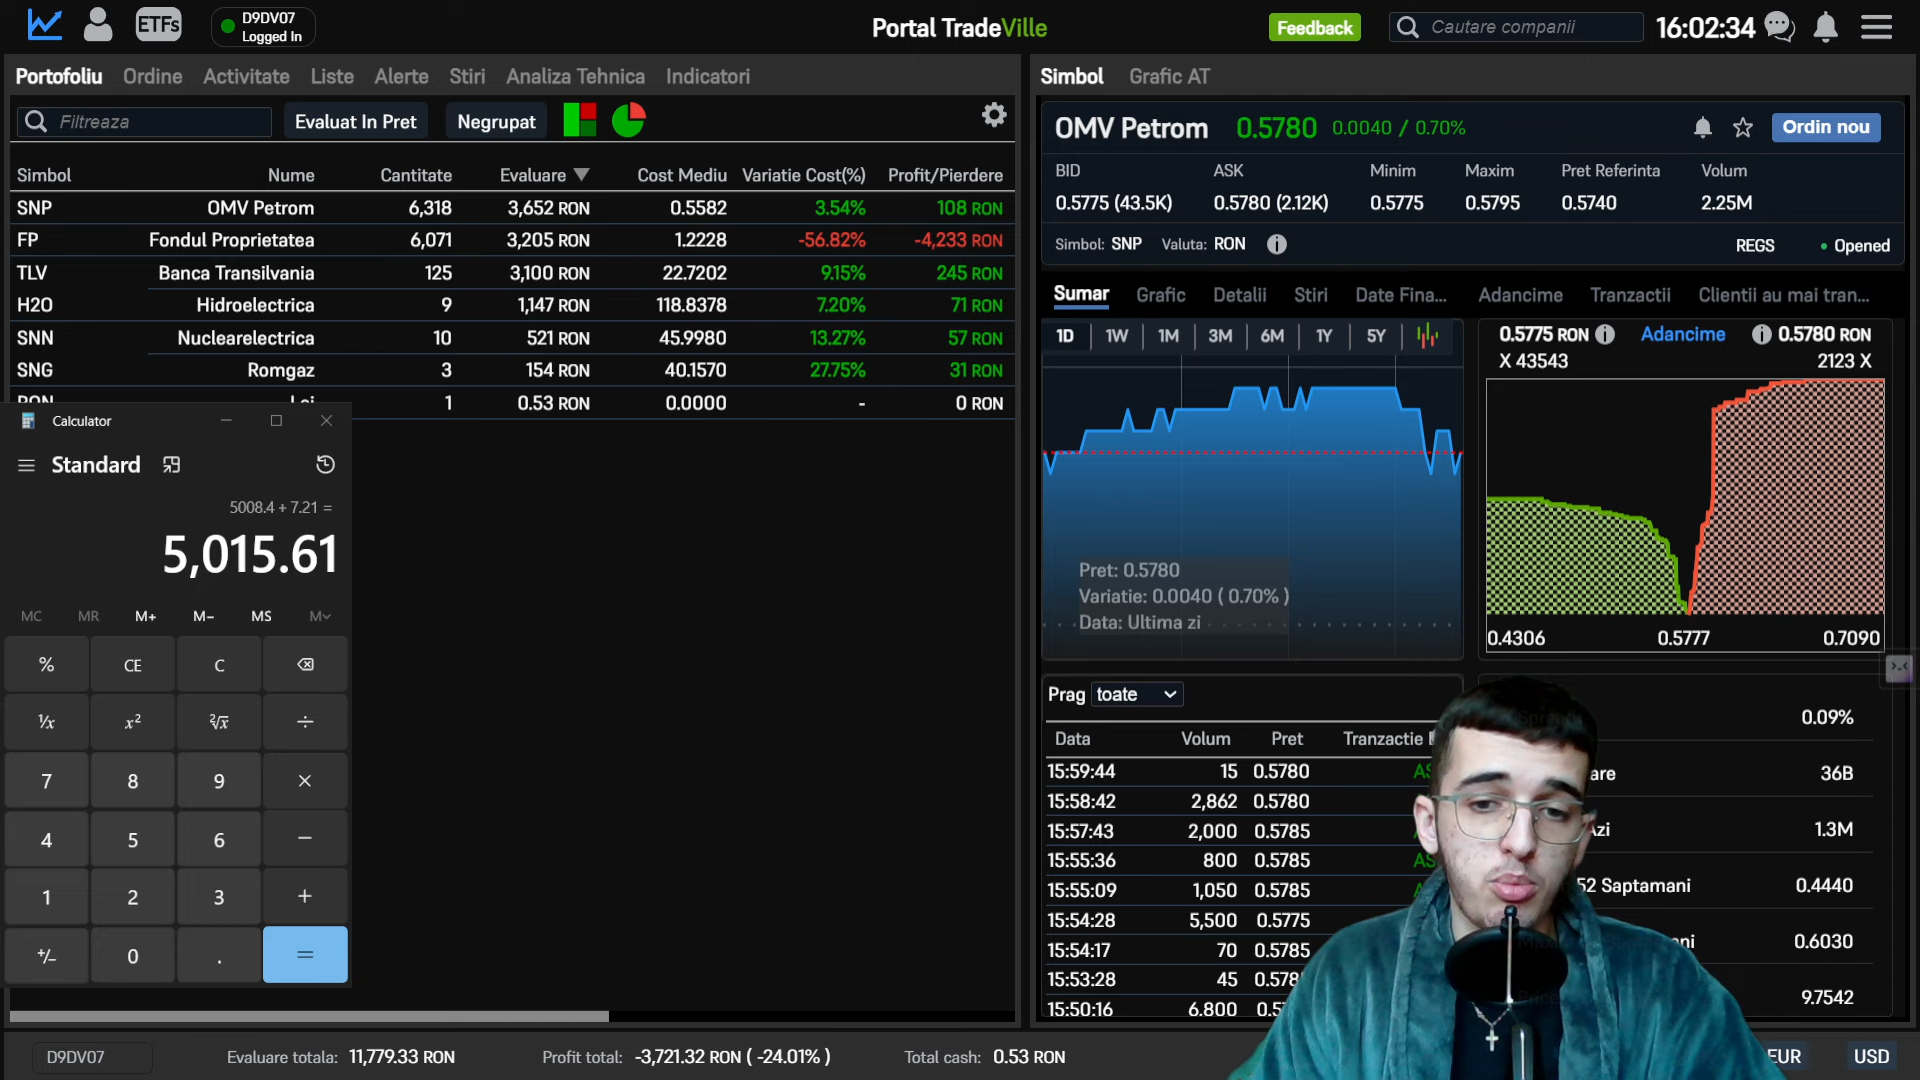 ETFs
D9DV07
Logged In
Portal TradeVille
Feedback
Cautare companii
16:02:34
Portofoliu Ordine Activitate Liste Alerte Stiri Analiza Tehnica Indicatori
Filtreaza
Evaluat In Pret
Negrupat
Simbol Nume Cantitate Evaluare Cost Mediu Variatie Cost(%) Profit/Pierdere
SNP OMV Petrom 6,318 3,652 RON 0.5582 3.54% 108 RON
FP Fondul Proprietatea 6,071 3,205 RON 1.2228 -56.82% -4,233 RON
TLV Banca Transilvania 125 3,100 RON 22.7202 9.15% 245 RON
H2O Hidroelectrica 9 1,147 RON 118.8378 7.20% 71 RON
SNN Nuclearelectrica 10 521 RON 45.9980 13.27% 57 RON
SNG Romgaz 3 154 RON 40.1570 27.75% 31 RON
RON Lei 1 0.53 RON 0.0000 - 0 RON
Calculator
Standard
5008.4 + 7.21 =
5,015.61
MC MR M+ M− MS M
% CE C
1/x x² ²√x ÷
7 8 9 ×
4 5 6 −
1 2 3 +
+/− 0 . =
D9DV07
Evaluare totala: 11,779.33 RON
Profit total: -3,721.32 RON ( -24.01% )
Total cash: 0.53 RON
Simbol Grafic AT
OMV Petrom 0.5780 0.0040 / 0.70%
Ordin nou
BID ASK Minim Maxim Pret Referinta Volum
0.5775 (43.5K) 0.5780 (2.12K) 0.5775 0.5795 0.5740 2.25M
Simbol: SNP Valuta: RON
REGS
Opened
Sumar Grafic Detalii Stiri Date Fina... Adancime Tranzactii Clientii au mai tran...
1D 1W 1M 3M 6M 1Y 5Y
Pret: 0.5780
Variatie: 0.0040 ( 0.70% )
Data: Ultima zi
0.5775 RON Adancime 0.5780 RON
X 43543 2123 X
0.4306 0.5777 0.7090
Prag toate
Data Volum Pret Tranzactie
15:59:44 15 0.5780
15:58:42 2,862 0.5780
15:57:43 2,000 0.5785
15:55:36 800 0.5785
15:55:09 1,050 0.5785
15:54:28 5,500 0.5775
15:54:17 70 0.5785
15:53:28 45
15:50:16 6,800
0.09%
36B
1.3M
52 Saptamani 0.4440
0.6030
9.7542
EUR
USD